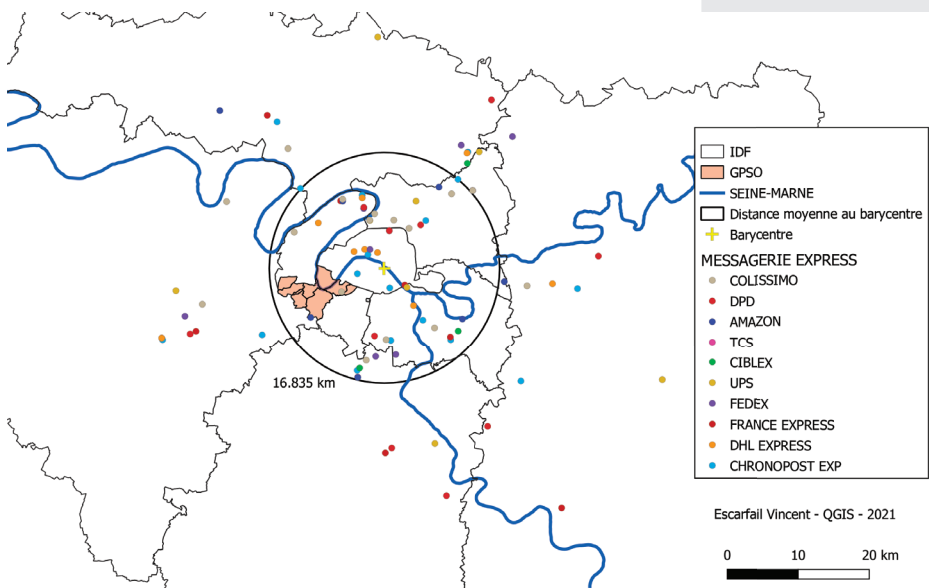 IDF
GPSO
SEINE-MARNE
Distance moyenne au barycentre
Barycentre
MESSAGERIE EXPRESS
COLISSIMO
DPD
AMAZON
TCS
CIBLEX
UPS
FEDEX
FRANCE EXPRESS
DHL EXPRESS
CHRONOPOST EXP
16.835 km
Escarfail Vincent - QGIS - 2021
0 10 20 km